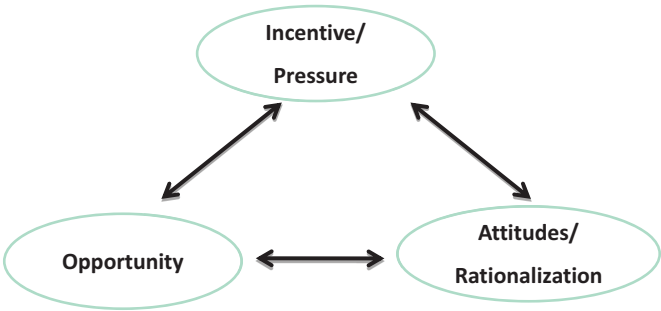 Incentive/
Pressure
Opportunity
Attitudes/
Rationalization